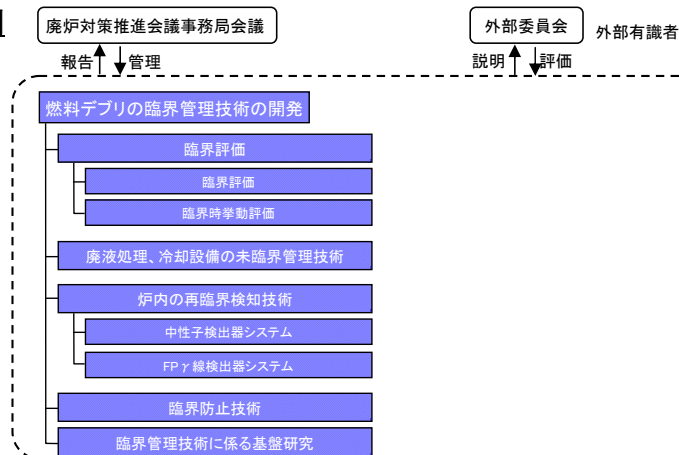 廃炉対策推進会議事務局会議
外部委員会
外部有識者
報告
管理
説明
評価
燃料デブリの臨界管理技術の開発
臨界評価
臨界評価
臨界時挙動評価
廃液処理、冷却設備の未臨界管理技術
炉内の再臨界検知技術
中性子検出器システム
FPγ線検出器システム
臨界防止技術
臨界管理技術に係る基盤研究